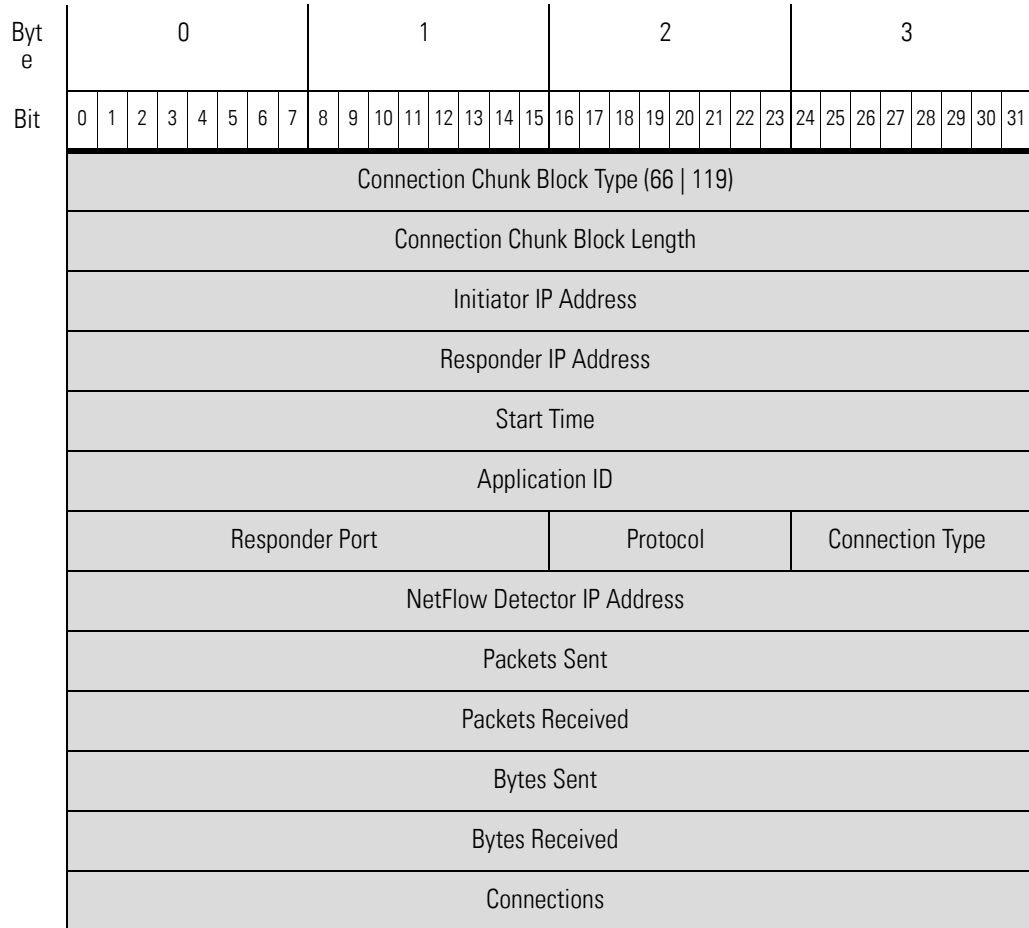 Byt
e
0 1 2 3
Bit
0 1 2 3 4 5 6 7 8 9 10 11 12 13 14 15 16 17 18 19 20 21 22 23 24 25 26 27 28 29 30 31
Connection Chunk Block Type (66 | 119)
Connection Chunk Block Length
Initiator IP Address
Responder IP Address
Start Time
Application ID
Responder Port Protocol Connection Type
NetFlow Detector IP Address
Packets Sent
Packets Received
Bytes Sent
Bytes Received
Connections